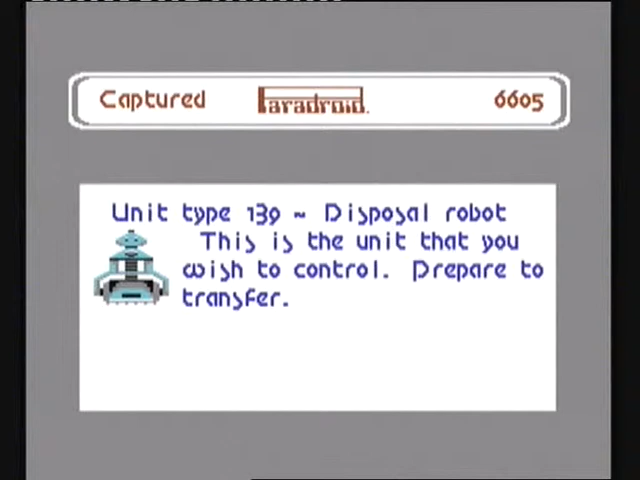 Captured Paradroid. 6605
Unit type 139 ~ Disposal robot
This is the unit that you
wish to control. Prepare to
transfer.